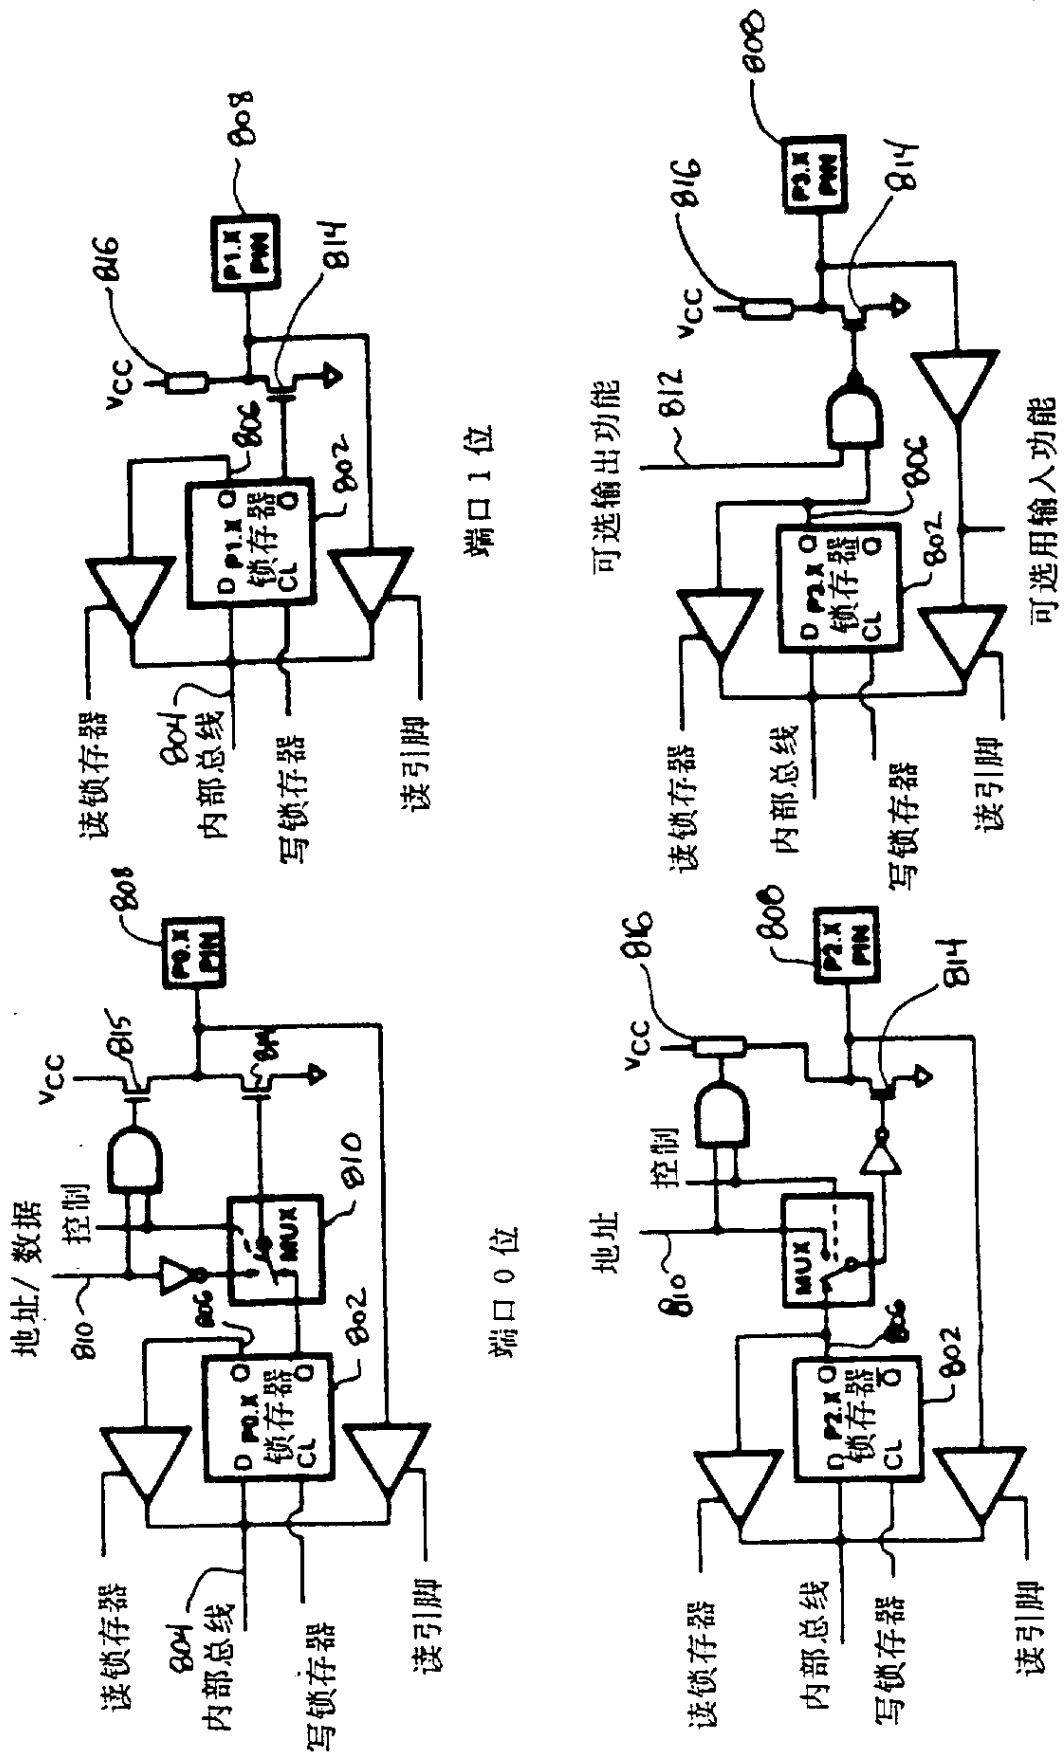 地址/数据
810
控制
VCC
815
808
P0.X
PIN
读锁存器
806
814
804
内部总线
D
P0.X
锁存器
Q
CL
Q̅
MUX
810
802
写锁存器
读引脚
端口 0 位
VCC
816
808
P1.X
PIN
读锁存器
806
814
804
内部总线
D
P1.X
锁存器
Q
CL
Q̅
802
写锁存器
读引脚
端口 1 位
地址
810
控制
VCC
816
808
P2.X
PIN
读锁存器
MUX
806
814
内部总线
D
P2.X
锁存器
Q
CL
Q̅
802
写锁存器
读引脚
可选输出功能
812
VCC
816
808
P3.X
PIN
读锁存器
806
814
内部总线
D
锁存器
Q
CL
Q̅
802
写锁存器
读引脚
可选用输入功能